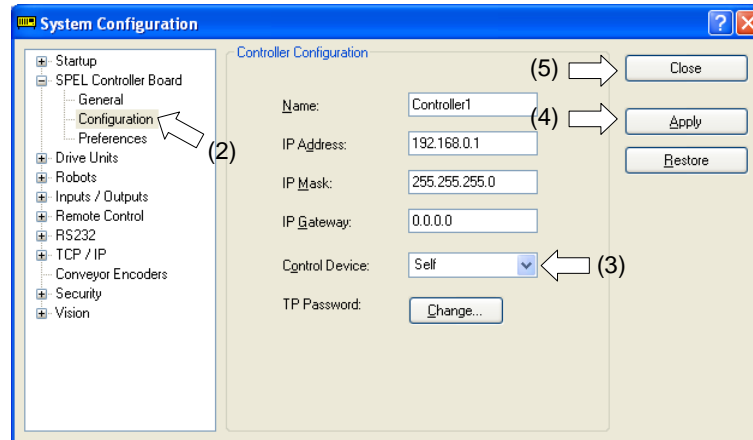 System Configuration
Startup
SPEL Controller Board
General
Configuration
Preferences
Drive Units
Robots
Inputs / Outputs
Remote Control
RS232
TCP / IP
Conveyor Encoders
Security
Vision
(2)
Controller Configuration
Name: Controller1
IP Address: 192.168.0.1
IP Mask: 255.255.255.0
IP Gateway: 0.0.0.0
Control Device: Self (3)
TP Password: Change...
(5) Close
(4) Apply
Restore